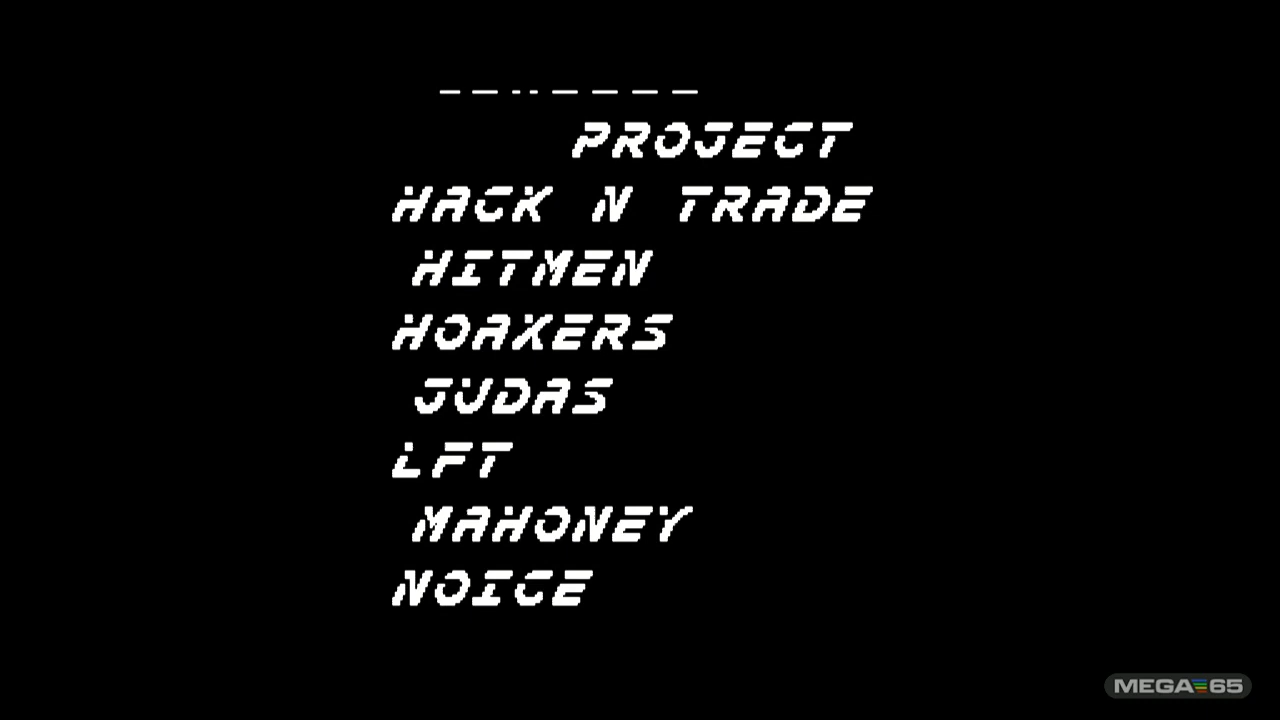 PROJECT
HACK N TRADE
HITMEN
HOAXERS
JUDAS
LFT
MAHONEY
NOICE
MEGA65